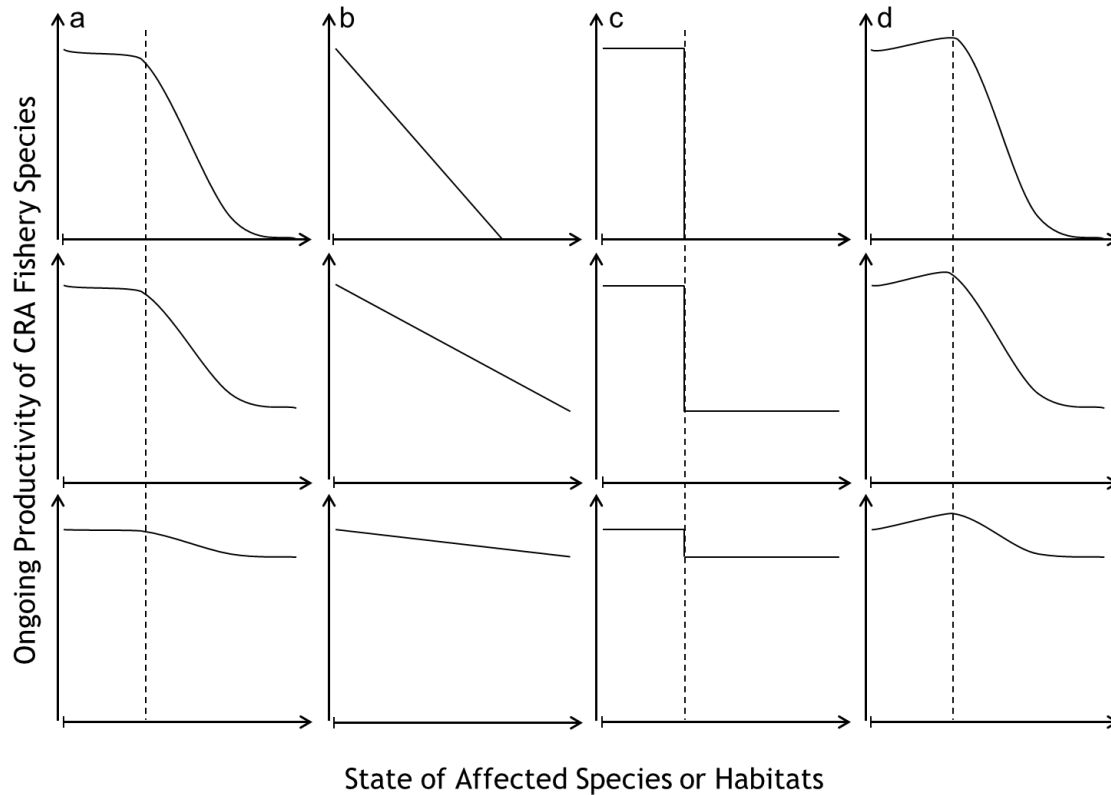 a
b
c
d
Ongoing Productivity of CRA Fishery Species
State of Affected Species or Habitats